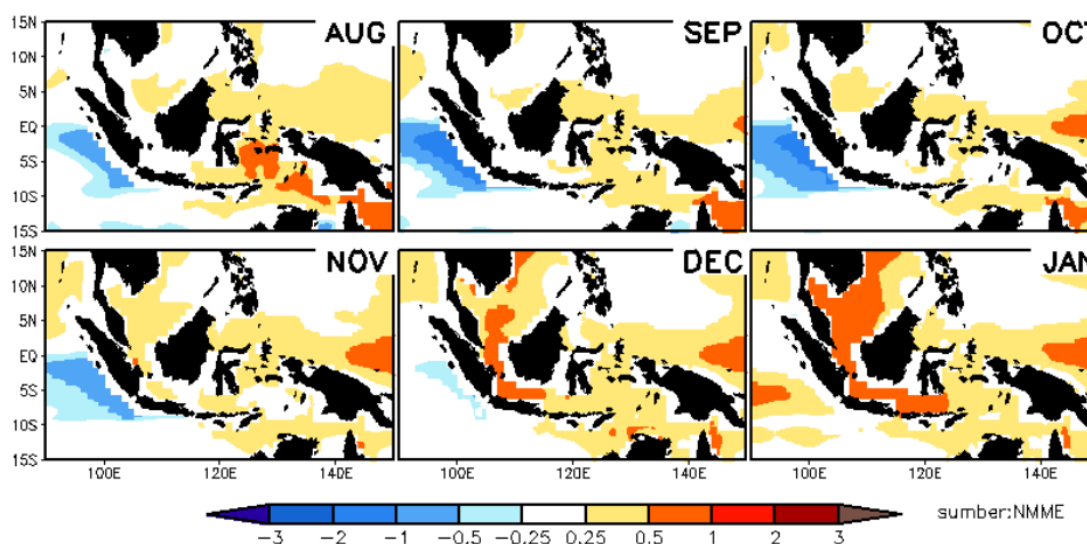 15N AUG SEP OCT
10N
5N
EQ
5S
10S
15S
15N NOV DEC JAN
10N
5N
EQ
5S
10S
15S
100E 120E 140E 100E 120E 140E 100E 120E 140E
-3 -2 -1 -0.5 -0.25 0.25 0.5 1 2 3 sumber:NMME